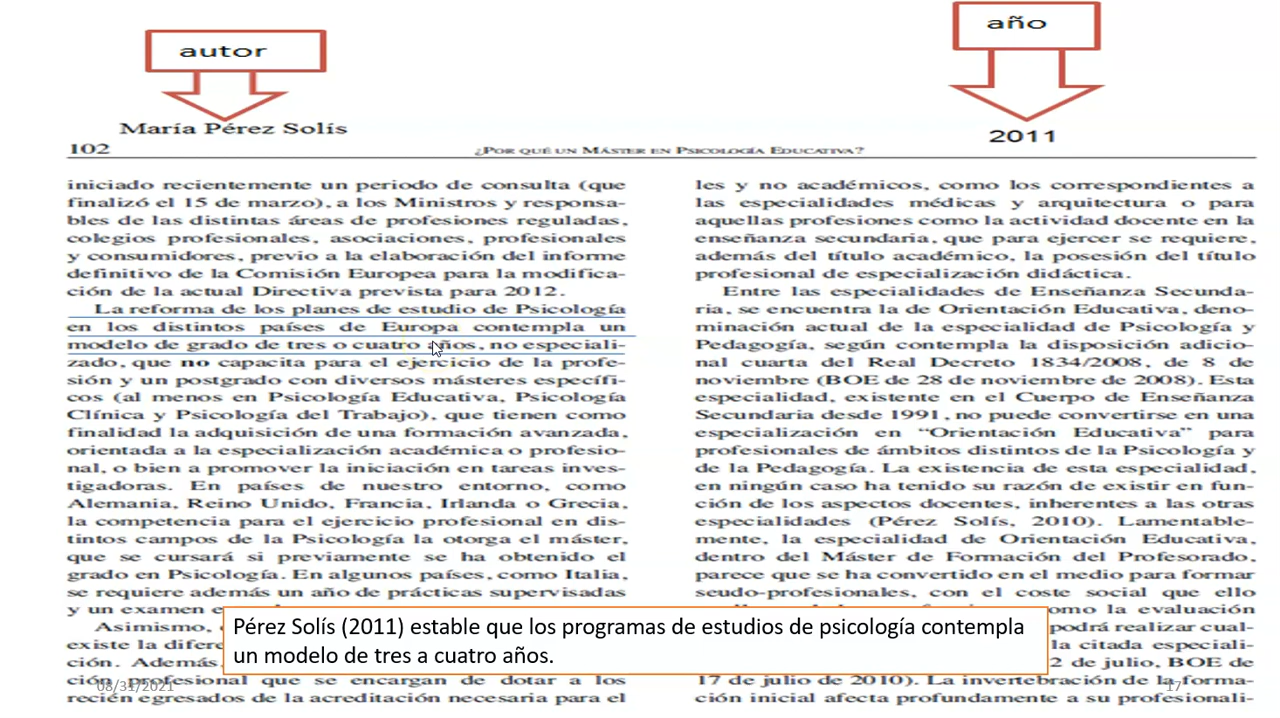 autor
año
María Pérez Solís
2011
102
¿POR QUÉ UN MÁSTER EN PSICOLOGÍA EDUCATIVA?
iniciado recientemente un periodo de consulta (que
finalizó el 15 de marzo), a los Ministros y responsa-
bles de las distintas áreas de profesiones reguladas,
colegios profesionales, asociaciones, profesionales
y consumidores, previo a la elaboración del informe
definitivo de la Comisión Europea para la modifica-
ción de la actual Directiva prevista para 2012.
La reforma de los planes de estudio de Psicología
en los distintos países de Europa contempla un
modelo de grado de tres o cuatro años, no especiali-
zado, que no capacita para el ejercicio de la profe-
sión y un postgrado con diversos másteres específi-
cos (al menos en Psicología Educativa, Psicología
Clínica y Psicología del Trabajo), que tienen como
finalidad la adquisición de una formación avanzada,
orientada a la especialización académica o profesio-
nal, o bien a promover la iniciación en tareas inves-
tigadoras. En países de nuestro entorno, como
Alemania, Reino Unido, Francia, Irlanda o Grecia,
la competencia para el ejercicio profesional en dis-
tintos campos de la Psicología la otorga el máster,
que se cursará si previamente se ha obtenido el
grado en Psicología. En algunos países, como Italia,
se requiere además un año de prácticas supervisadas
y un examen
Asimismo,
existe la
ción. Además,
ción profesional que se encargan de dotar a los
recién egresados de la acreditación necesaria para el
les y no académicos, como los correspondientes a
las especialidades médicas y arquitectura o para
aquellas profesiones como la actividad docente en la
enseñanza secundaria, que para ejercer se requiere,
además del título académico, la posesión del título
profesional de especialización didáctica.
Entre las especialidades de Enseñanza Secunda-
ria, se encuentra la de Orientación Educativa, deno-
minación actual de la especialidad de Psicología y
Pedagogía, según contempla la disposición adicio-
nal cuarta del Real Decreto 1834/2008, de 8 de
noviembre (BOE de 28 de noviembre de 2008). Esta
especialidad, existente en el Cuerpo de Enseñanza
Secundaria desde 1991, no puede convertirse en una
especialización en “Orientación Educativa” para
profesionales de ámbitos distintos de la Psicología y
de la Pedagogía. La existencia de esta especialidad,
en ningún caso ha tenido su razón de existir en fun-
ción de los aspectos docentes, inherentes a las otras
especialidades (Pérez Solís, 2010). Lamentable-
mente, la especialidad de Orientación Educativa,
dentro del Máster de Formación del Profesorado,
parece que se ha convertido en el medio para formar
seudo-profesionales, con el coste social que ello
como la evaluación
podrá realizar cual-
la citada especiali-
2 de julio, BOE de
17 de julio de 2010). La invertebración de la forma-
ción inicial afecta profundamente a su profesionali-
Pérez Solís (2011) estable que los programas de estudios de psicología contempla
un modelo de tres a cuatro años.
08/31/2021
17